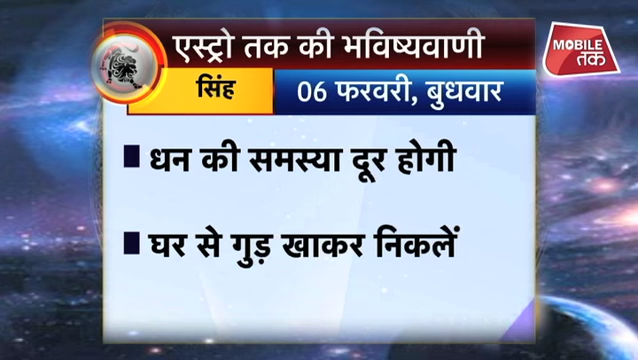 एस्ट्रो तक की भविष्यवाणी
MOBILE
तक
सिंह
06 फरवरी, बुधवार
धन की समस्या दूर होगी
घर से गुड़ खाकर निकलें